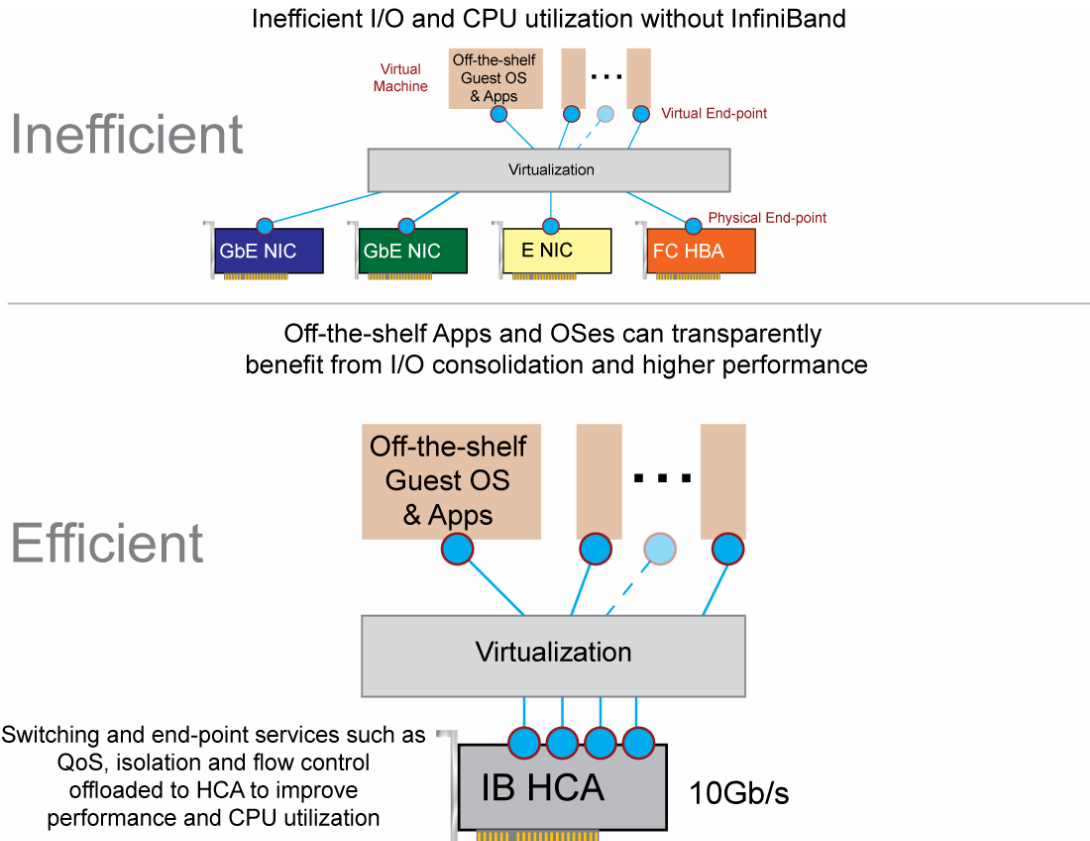 Inefficient I/O and CPU utilization without InfiniBand
Inefficient
Virtual
Machine
Off-the-shelf
Guest OS
& Apps
Virtual End-point
Virtualization
Physical End-point
GbE NIC
GbE NIC
E NIC
FC HBA
Off-the-shelf Apps and OSes can transparently
benefit from I/O consolidation and higher performance
Efficient
Off-the-shelf
Guest OS
& Apps
Virtualization
Switching and end-point services such as
QoS, isolation and flow control
offloaded to HCA to improve
performance and CPU utilization
IB HCA
10Gb/s